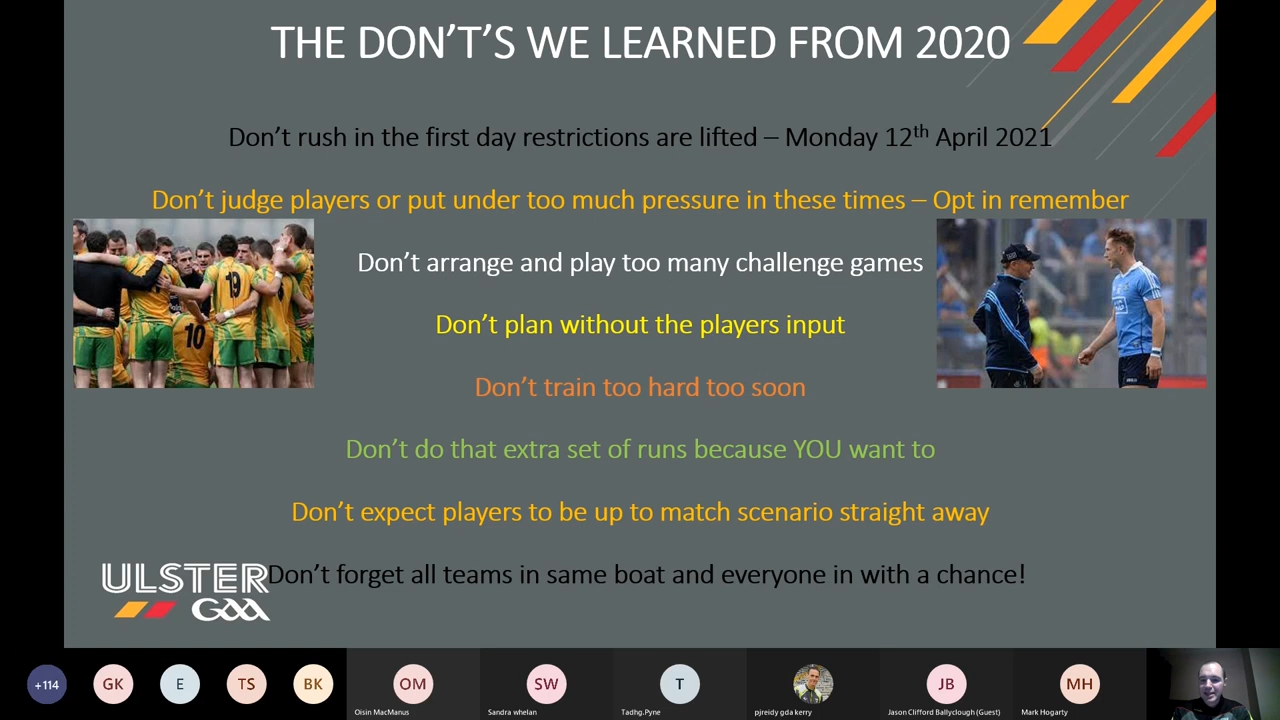 THE DON'T'S WE LEARNED FROM 2020
Don't rush in the first day restrictions are lifted – Monday 12th April 2021
Don't judge players or put under too much pressure in these times – Opt in remember
Don't arrange and play too many challenge games
Don't plan without the players input
Don't train too hard too soon
Don't do that extra set of runs because YOU want to
Don't expect players to be up to match scenario straight away
Don't forget all teams in same boat and everyone in with a chance!
ULSTER
GAA
19
10
+114
GK
E
TS
BK
OM
SW
T
JB
MH
Oisin MacManus
Sandra whelan
Tadhg.Pyne
pjreidy gda kerry
Jason Clifford Ballyclough (Guest)
Mark Hogarty